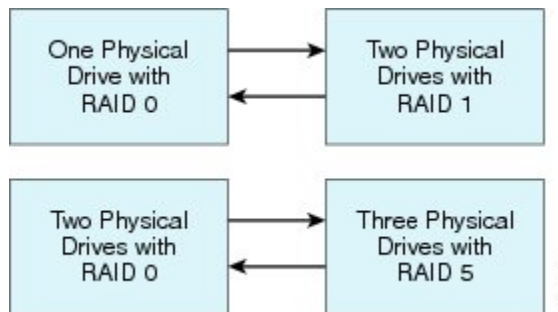 One Physical
Drive with
RAID 0
Two Physical
Drives with
RAID 1
Two Physical
Drives with
RAID 0
Three Physical
Drives with
RAID 5